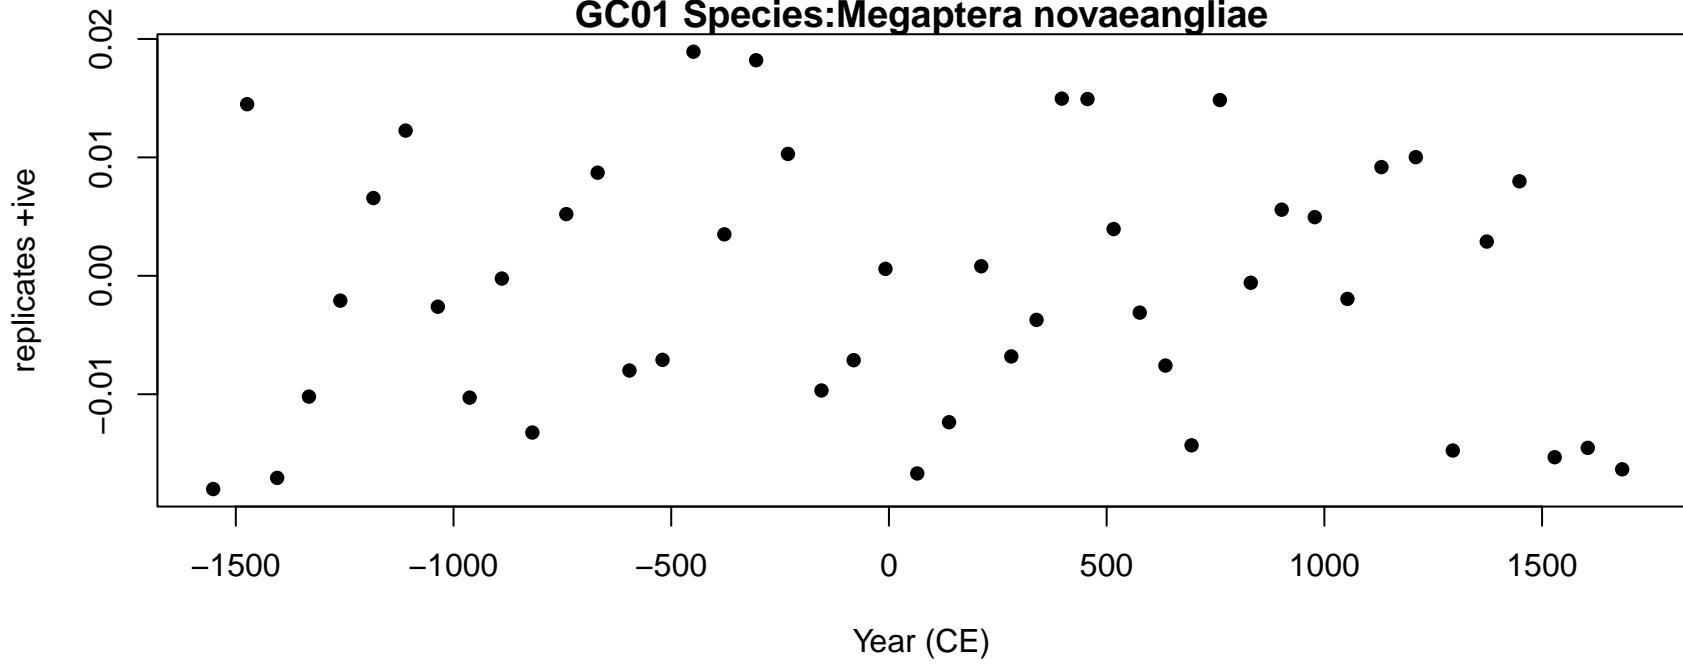 GC01 Species:Megaptera novaeangliae
replicates +ive
0.02
0.01
0.00
−0.01
−1500 −1000 −500 0 500 1000 1500
Year (CE)